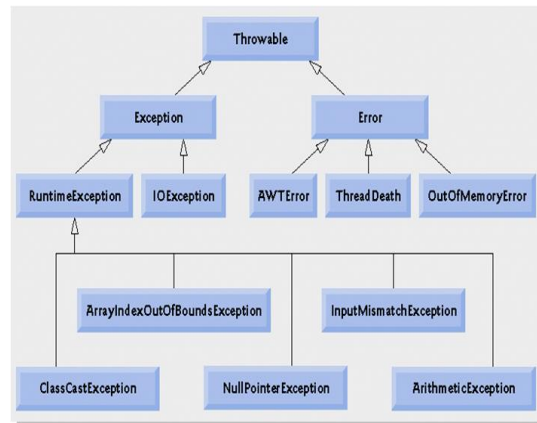 Throwable
Exception
Error
RuntimeException
IOException
AWTError
ThreadDeath
OutOfMemoryError
ArrayIndexOutOfBoundsException
InputMismatchException
ClassCastException
NullPointerException
ArithmeticException